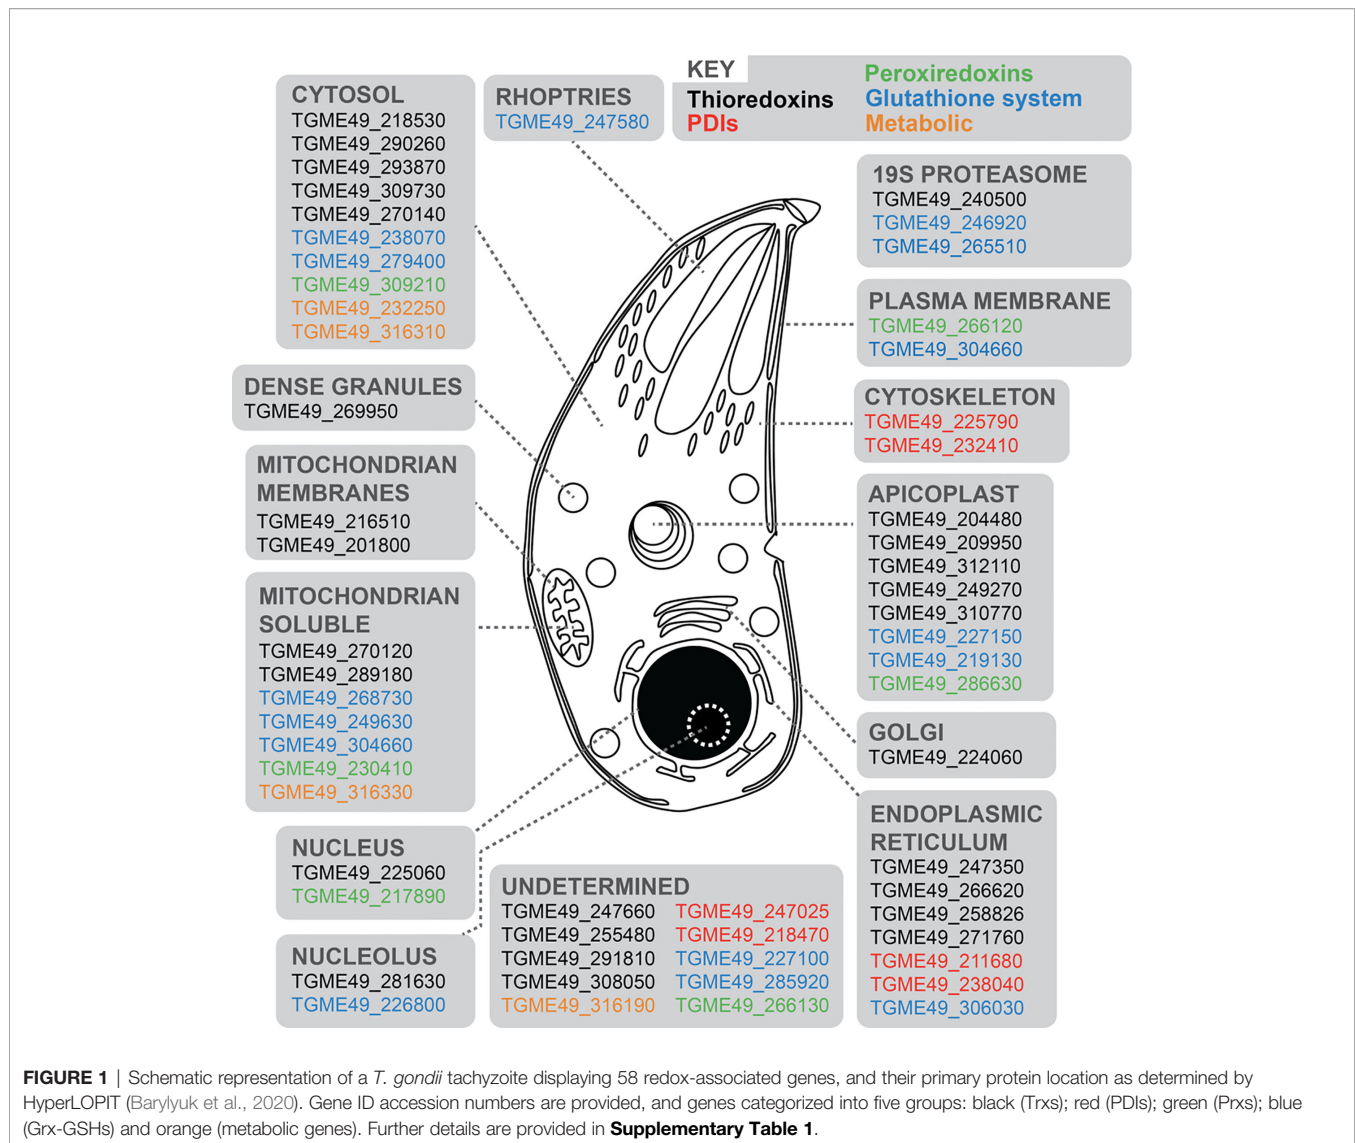 CYTOSOL
TGME49_218530
TGME49_290260
TGME49_293870
TGME49_309730
TGME49_270140
TGME49_238070
TGME49_279400
TGME49_309210
TGME49_232250
TGME49_316310
RHOPTRIES
TGME49_247580
KEY
Thioredoxins
PDIs
Peroxiredoxins
Glutathione system
Metabolic
19S PROTEASOME
TGME49_240500
TGME49_246920
TGME49_265510
PLASMA MEMBRANE
TGME49_266120
TGME49_304660
DENSE GRANULES
TGME49_269950
CYTOSKELETON
TGME49_225790
TGME49_232410
MITOCHONDRIAN
MEMBRANES
TGME49_216510
TGME49_201800
APICOPLAST
TGME49_204480
TGME49_209950
TGME49_312110
TGME49_249270
TGME49_310770
TGME49_227150
TGME49_219130
TGME49_286630
MITOCHONDRIAN
SOLUBLE
TGME49_270120
TGME49_289180
TGME49_268730
TGME49_249630
TGME49_304660
TGME49_230410
TGME49_316330
GOLGI
TGME49_224060
NUCLEUS
TGME49_225060
TGME49_217890
ENDOPLASMIC
RETICULUM
TGME49_247350
TGME49_266620
TGME49_258826
TGME49_271760
TGME49_211680
TGME49_238040
TGME49_306030
NUCLEOLUS
TGME49_281630
TGME49_226800
UNDETERMINED
TGME49_247660 TGME49_247025
TGME49_255480 TGME49_218470
TGME49_291810 TGME49_227100
TGME49_308050 TGME49_285920
TGME49_316190 TGME49_266130
FIGURE 1 | Schematic representation of a T. gondii tachyzoite displaying 58 redox-associated genes, and their primary protein location as determined by
HyperLOPIT (Barylyuk et al., 2020). Gene ID accession numbers are provided, and genes categorized into five groups: black (Trxs); red (PDIs); green (Prxs); blue
(Grx-GSHs) and orange (metabolic genes). Further details are provided in Supplementary Table 1.